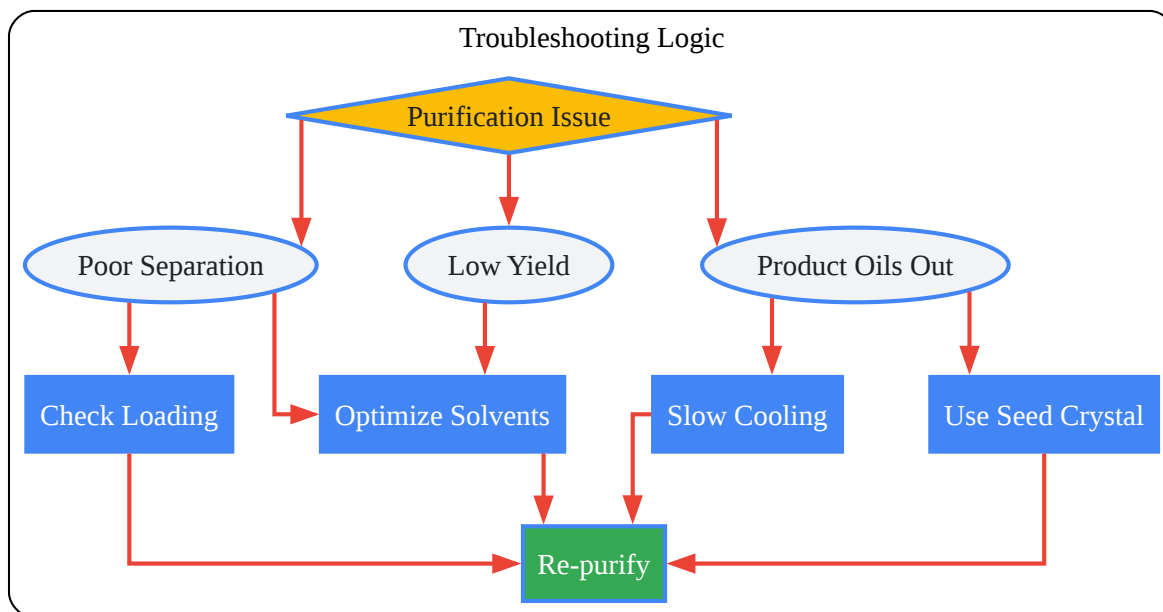 Troubleshooting Logic
Purification Issue
Poor Separation
Low Yield
Product Oils Out
Check Loading
Optimize Solvents
Slow Cooling
Use Seed Crystal
Re-purify